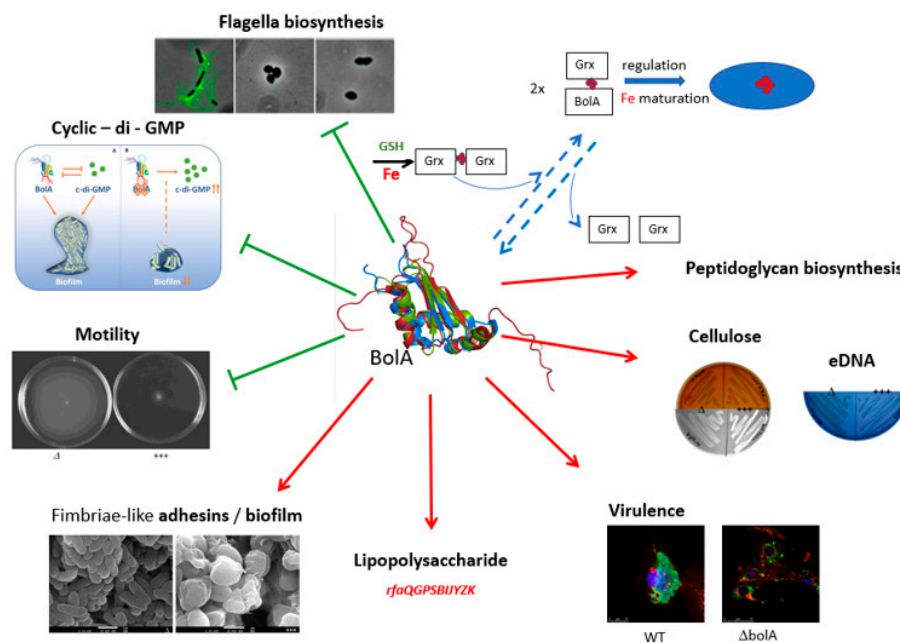 Flagella biosynthesis
Grx
2x
BolA
regulation
Fe maturation
Cyclic – di - GMP
A
B
BolA
c-di-GMP
BolA
c-di-GMP
Biofilm
Biofilm
GSH
Fe
Grx
Grx
Grx
Grx
BolA
Peptidoglycan biosynthesis
Motility
Δ
+++
Cellulose
Δ
+++
eDNA
Δ
+++
Fimbriae-like adhesins / biofilm
Lipopolysaccharide
rfaQGPSBIJYZK
Virulence
WT
ΔbolA